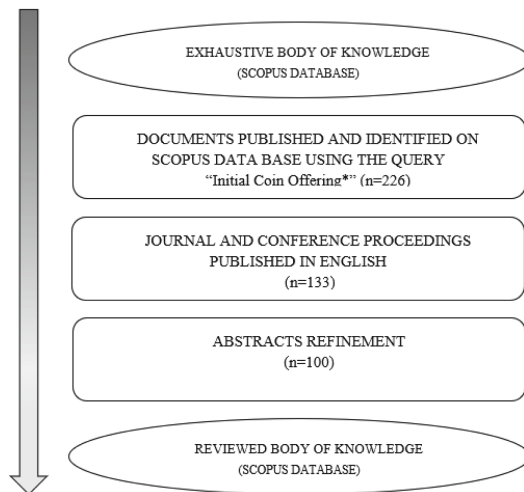 EXHAUSTIVE BODY OF KNOWLEDGE
(SCOPUS DATABASE)
DOCUMENTS PUBLISHED AND IDENTIFIED ON
SCOPUS DATA BASE USING THE QUERY
“Initial Coin Offering*” (n=226)
JOURNAL AND CONFERENCE PROCEEDINGS
PUBLISHED IN ENGLISH
(n=133)
ABSTRACTS REFINEMENT
(n=100)
REVIEWED BODY OF KNOWLEDGE
(SCOPUS DATABASE)